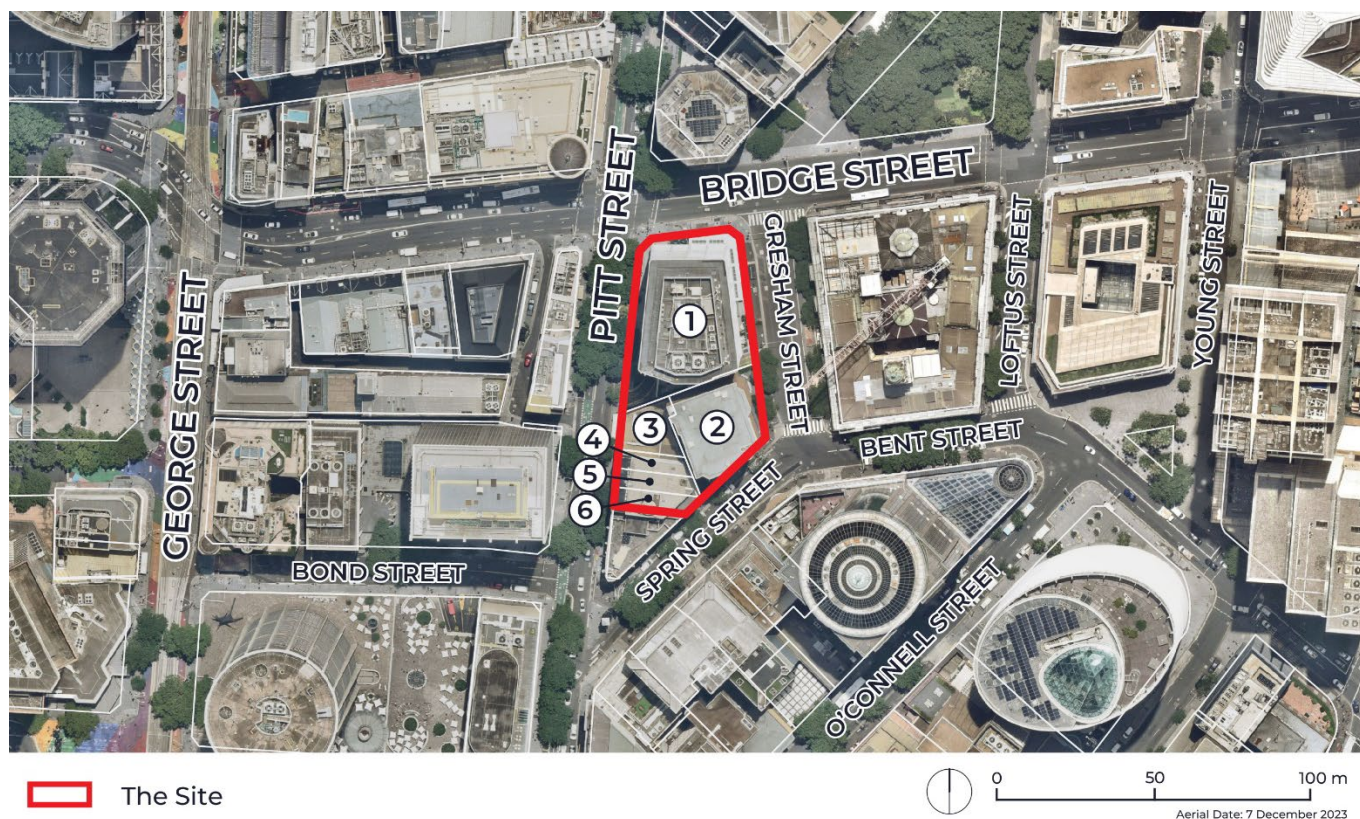 BRIDGE STREET
PITT STREET
GRESHAM STREET
LOFTUS STREET
YOUNG STREET
GEORGE STREET
1
2
3
4
5
6
BENT STREET
SPRING STREET
BOND STREET
O'CONNELL STREET
The Site
0 50 100 m
Aerial Date: 7 December 2023